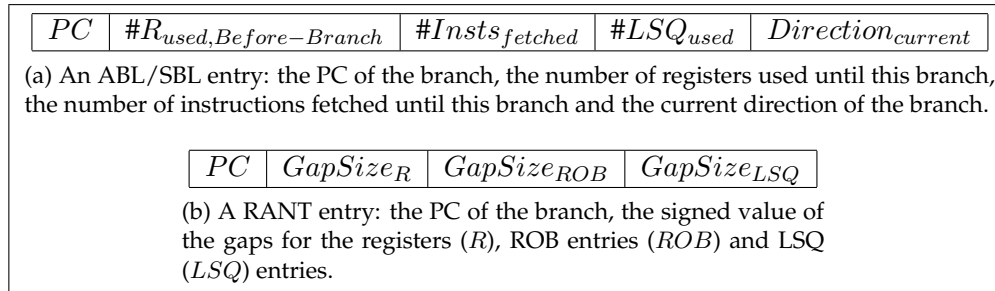 PC #R_{used,Before−Branch} #Insts_{fetched} #LSQ_{used} Direction_{current}
(a) An ABL/SBL entry: the PC of the branch, the number of registers used until this branch,
the number of instructions fetched until this branch and the current direction of the branch.
PC GapSize_{R} GapSize_{ROB} GapSize_{LSQ}
(b) A RANT entry: the PC of the branch, the signed value of
the gaps for the registers (R), ROB entries (ROB) and LSQ
(LSQ) entries.